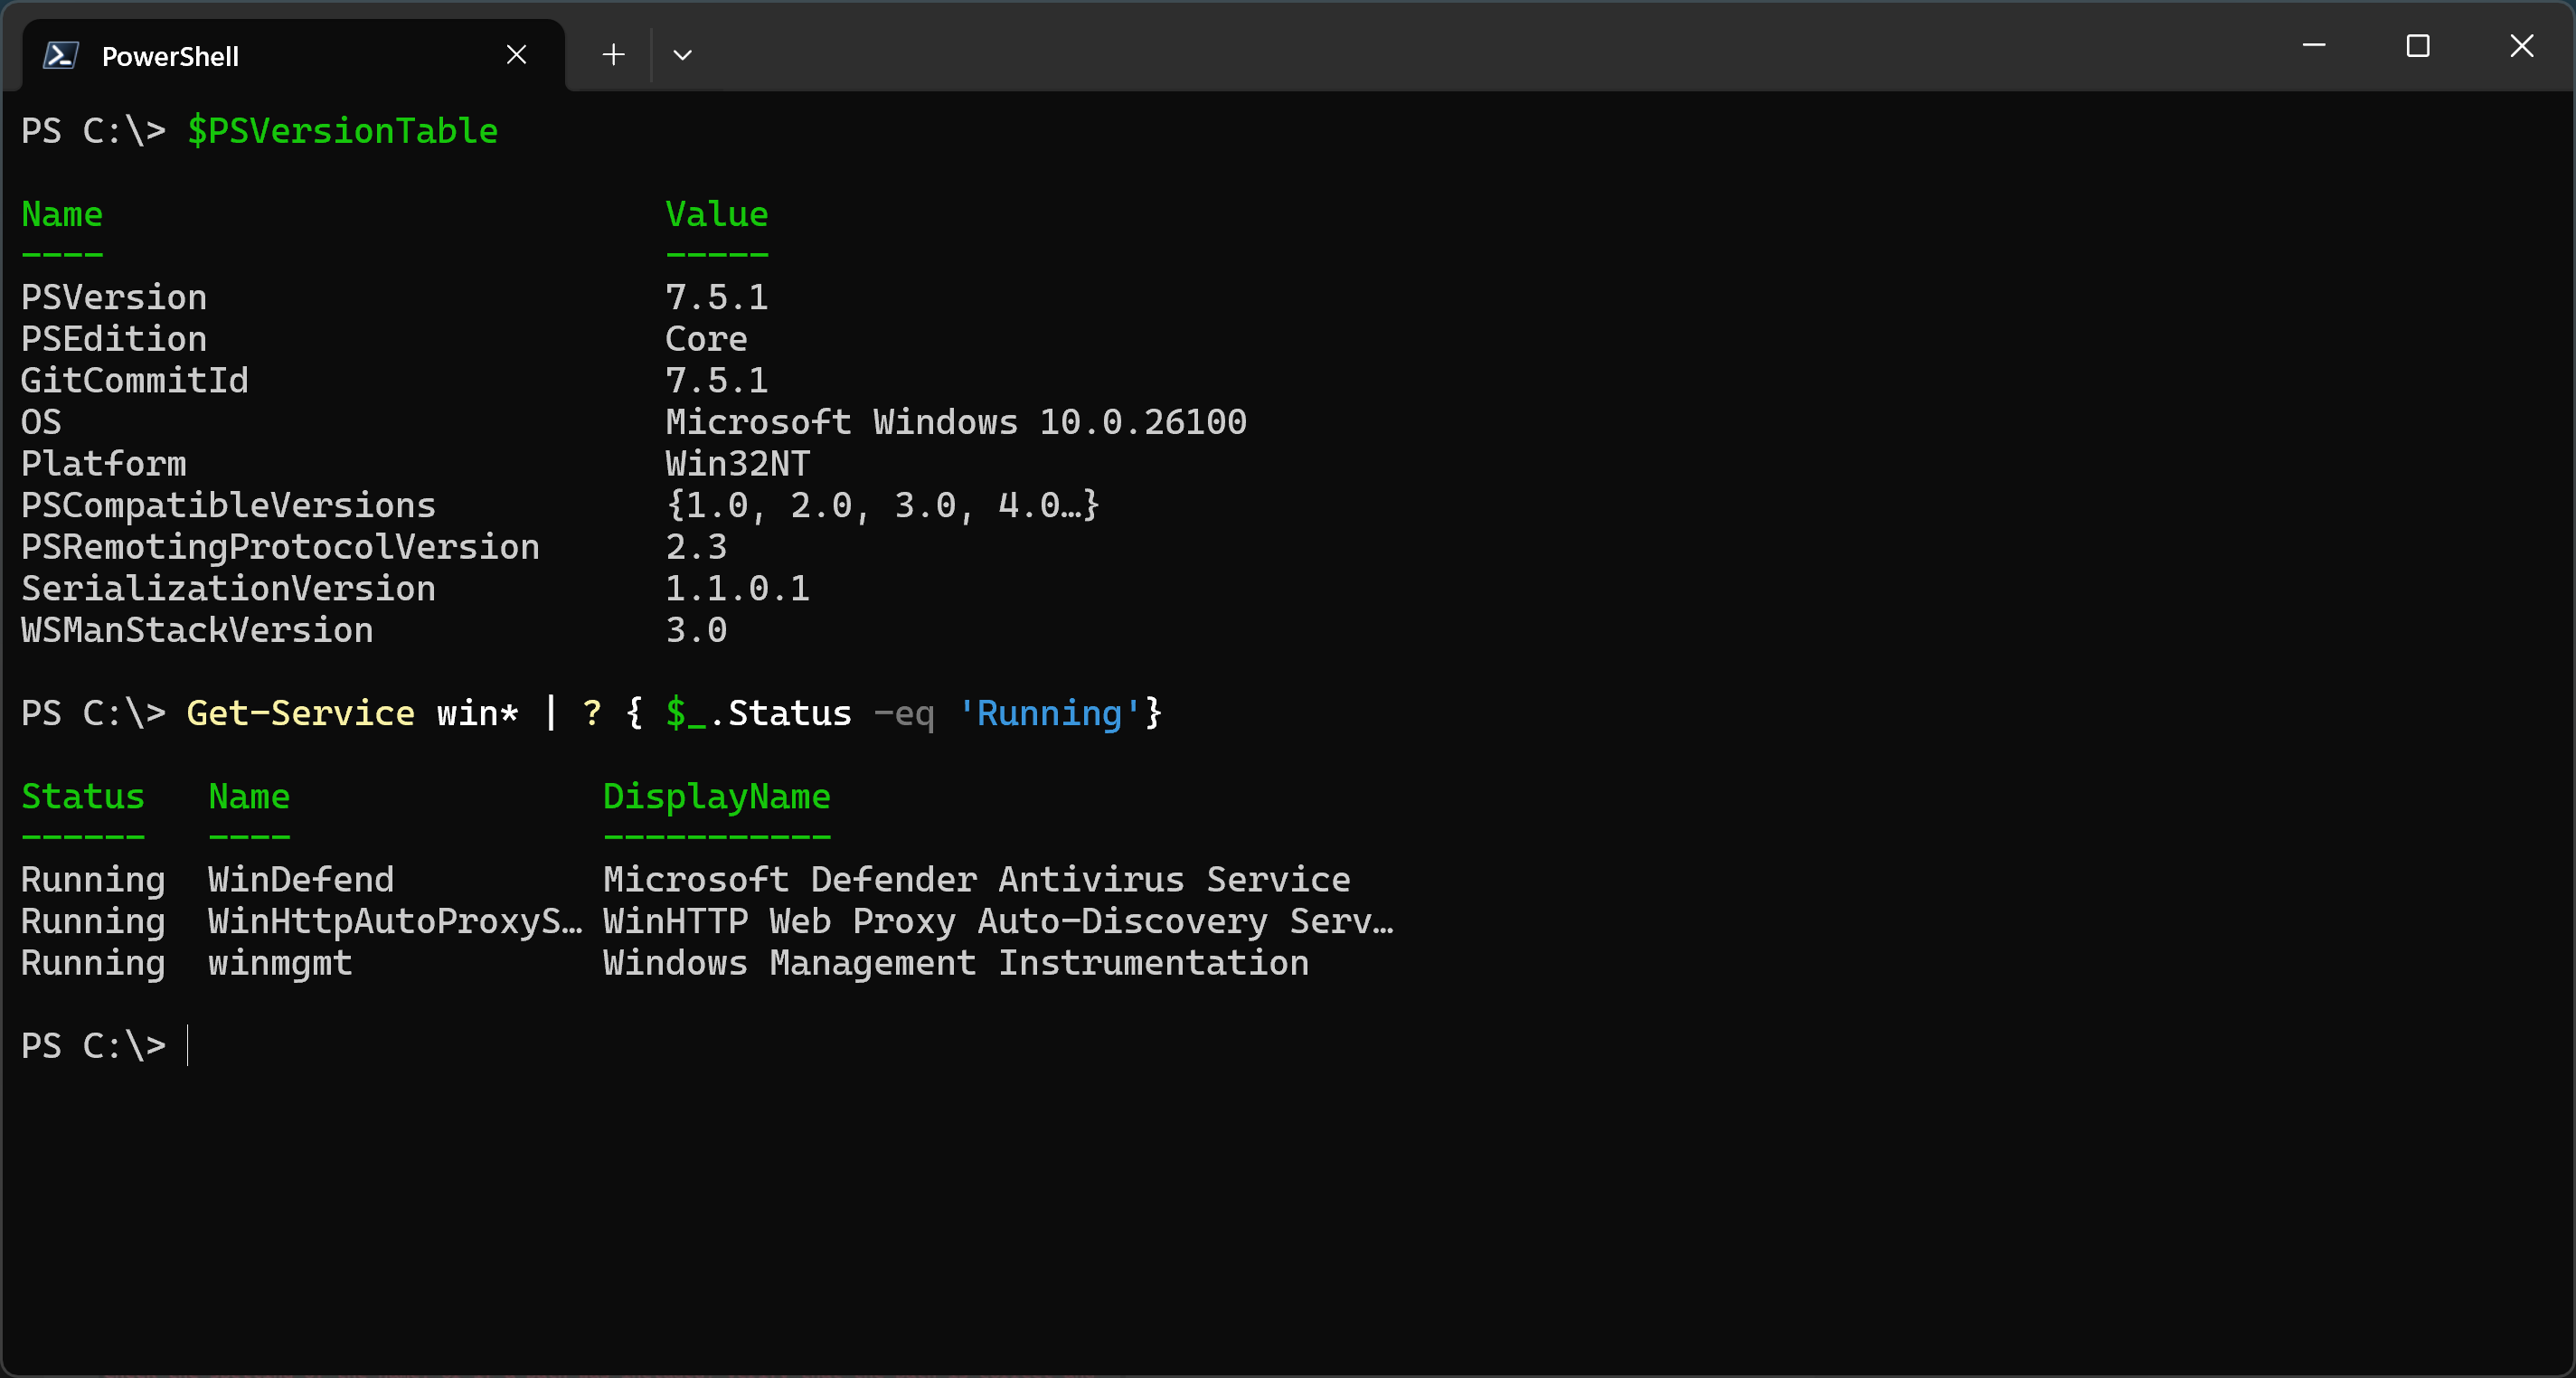 PowerShell
PS C:\> $PSVersionTable
Name                           Value
----                           -----
PSVersion                      7.5.1
PSEdition                      Core
GitCommitId                    7.5.1
OS                             Microsoft Windows 10.0.26100
Platform                       Win32NT
PSCompatibleVersions           {1.0, 2.0, 3.0, 4.0…}
PSRemotingProtocolVersion      2.3
SerializationVersion           1.1.0.1
WSManStackVersion              3.0
PS C:\> Get-Service win* | ? { $_.Status -eq 'Running'}
Status   Name               DisplayName
------   ----               -----------
Running  WinDefend          Microsoft Defender Antivirus Service
Running  WinHttpAutoProxyS… WinHTTP Web Proxy Auto-Discovery Serv…
Running  winmgmt            Windows Management Instrumentation
PS C:\>